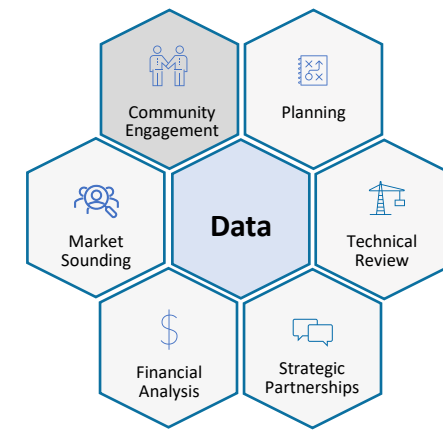 Community
Engagement
Planning
Market
Sounding
Data
Technical
Review
Financial
Analysis
Strategic
Partnerships